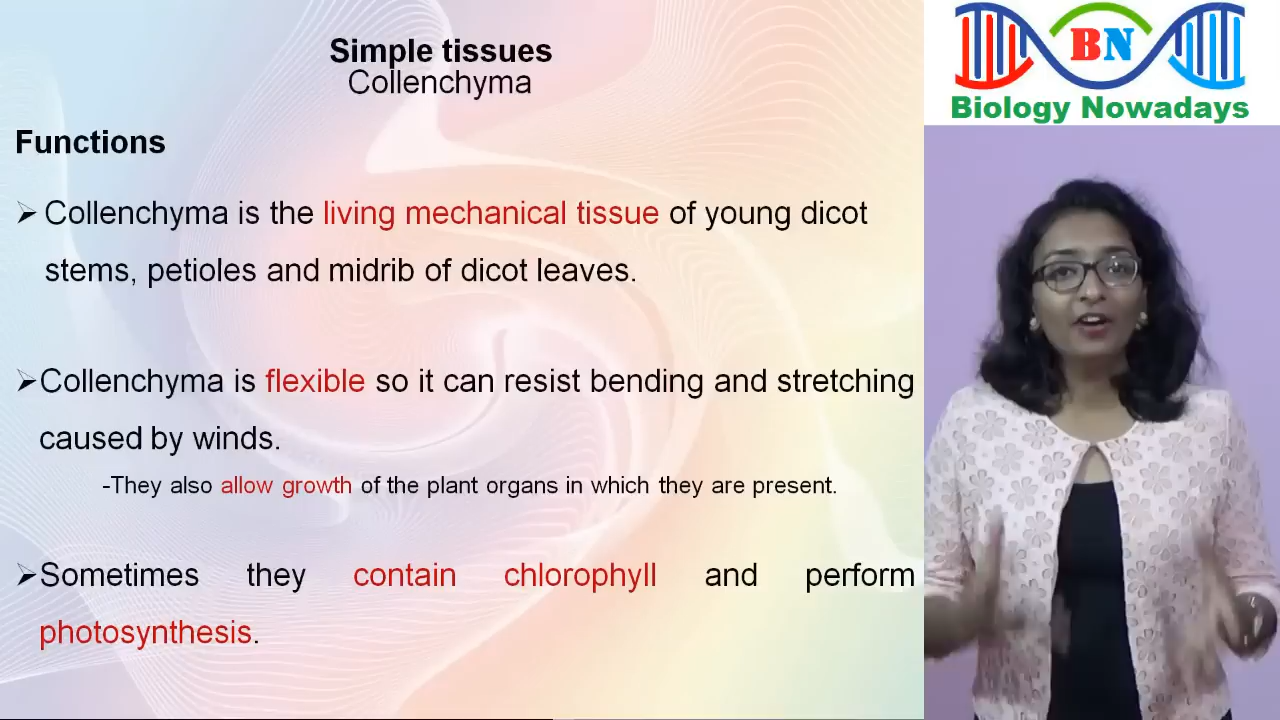 Simple tissues
Collenchyma
BN
Biology Nowadays
Functions
➢ Collenchyma is the living mechanical tissue of young dicot
stems, petioles and midrib of dicot leaves.
➢Collenchyma is flexible so it can resist bending and stretching
caused by winds.
-They also allow growth of the plant organs in which they are present.
➢Sometimes they contain chlorophyll and perform
photosynthesis.